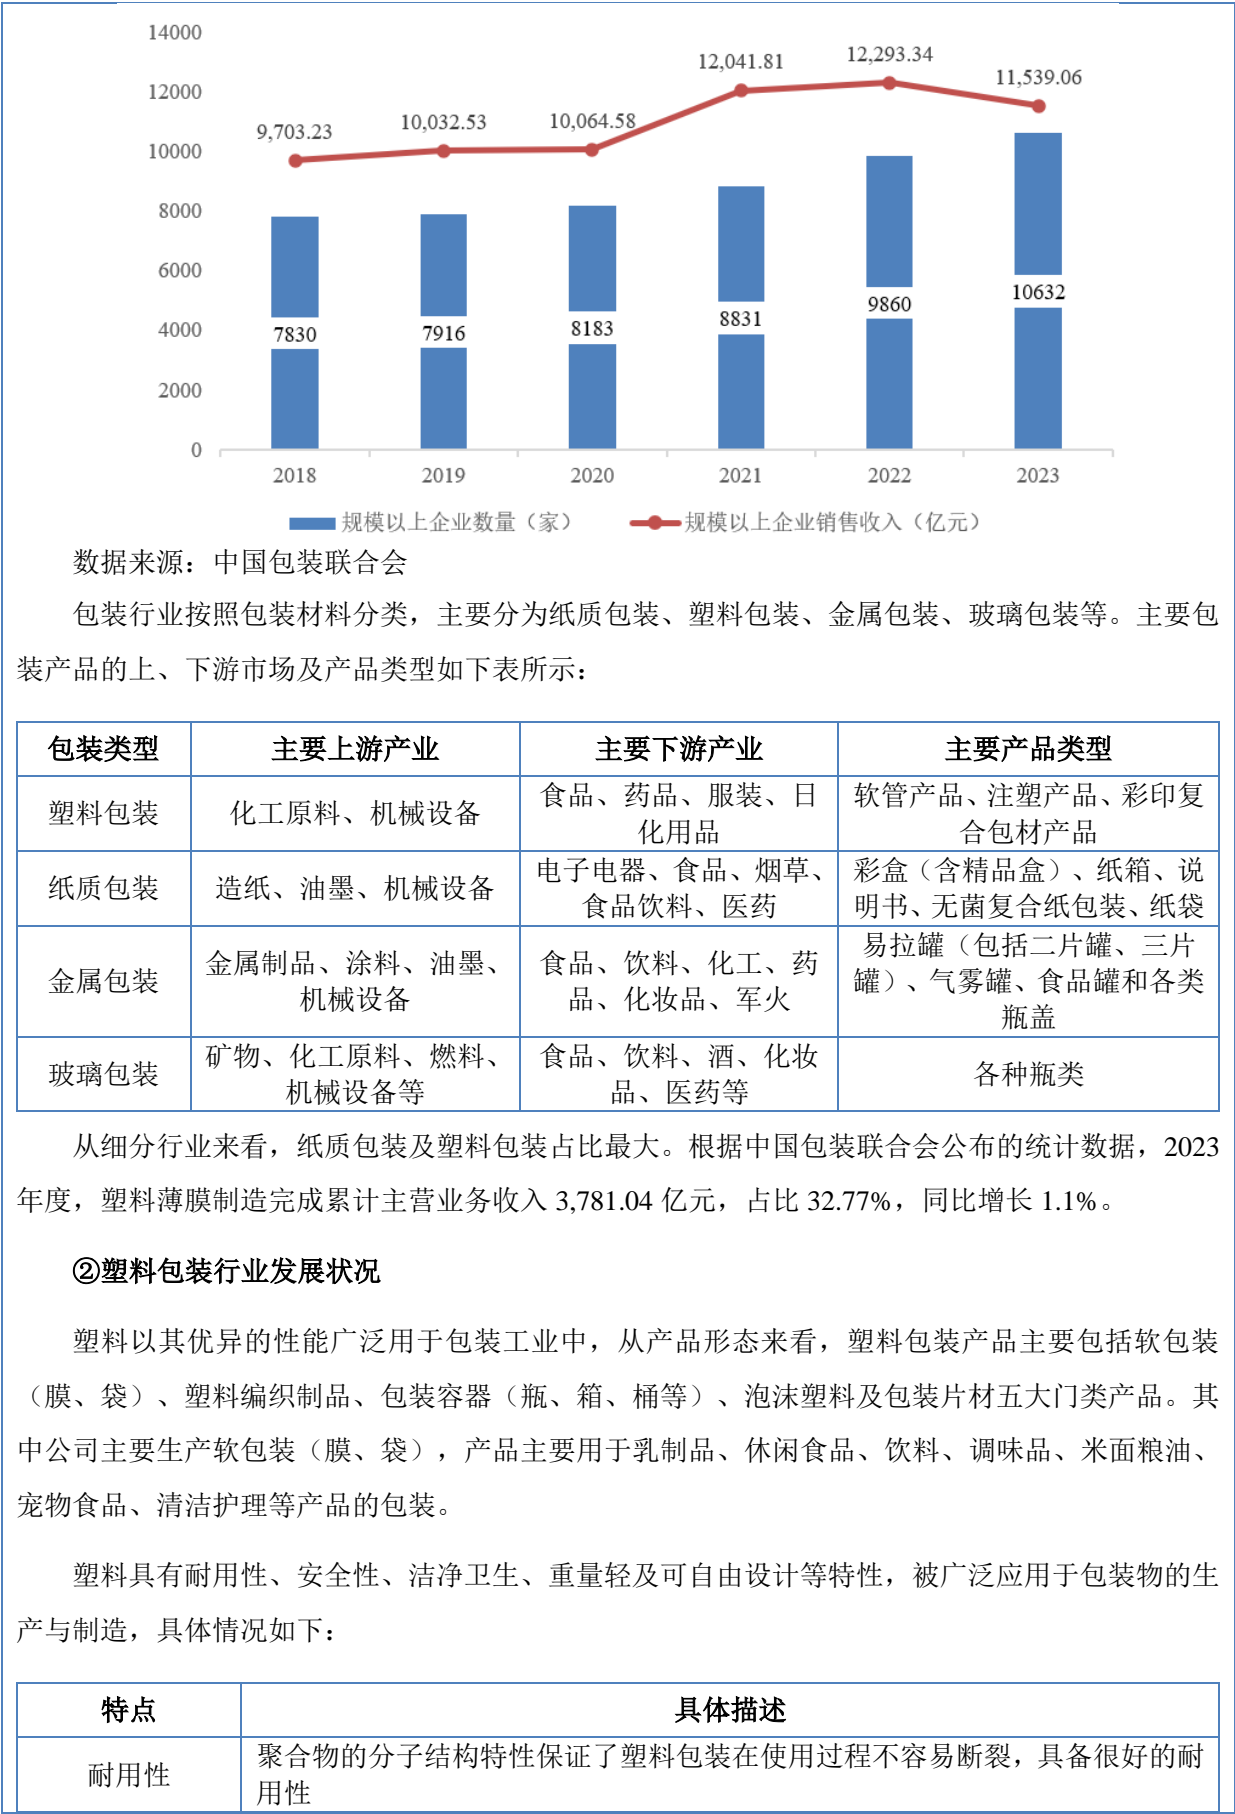 14000
12000
10000
8000
6000
4000
2000
0
9,703.23
10,032.53
10,064.58
12,041.81
12,293.34
11,539.06
7830
7916
8183
8831
9860
10632
2018
2019
2020
2021
2022
2023
规模以上企业数量（家）
规模以上企业销售收入（亿元）
数据来源：中国包装联合会
包装行业按照包装材料分类，主要分为纸质包装、塑料包装、金属包装、玻璃包装等。主要包
装产品的上、下游市场及产品类型如下表所示：
包装类型 主要上游产业 主要下游产业 主要产品类型
塑料包装
化工原料、机械设备
食品、药品、服装、日
化用品
软管产品、注塑产品、彩印复
合包材产品
纸质包装
造纸、油墨、机械设备
电子电器、食品、烟草、
食品饮料、医药
彩盒（含精品盒）、纸箱、说
明书、无菌复合纸包装、纸袋
金属包装
金属制品、涂料、油墨、
机械设备
食品、饮料、化工、药
品、化妆品、军火
易拉罐（包括二片罐、三片
罐）、气雾罐、食品罐和各类
瓶盖
玻璃包装
矿物、化工原料、燃料、
机械设备等
食品、饮料、酒、化妆
品、医药等
各种瓶类
从细分行业来看，纸质包装及塑料包装占比最大。根据中国包装联合会公布的统计数据，2023
年度，塑料薄膜制造完成累计主营业务收入 3,781.04 亿元，占比 32.77%，同比增长 1.1%。
②塑料包装行业发展状况
塑料以其优异的性能广泛用于包装工业中，从产品形态来看，塑料包装产品主要包括软包装
（膜、袋）、塑料编织制品、包装容器（瓶、箱、桶等）、泡沫塑料及包装片材五大门类产品。其
中公司主要生产软包装（膜、袋），产品主要用于乳制品、休闲食品、饮料、调味品、米面粮油、
宠物食品、清洁护理等产品的包装。
塑料具有耐用性、安全性、洁净卫生、重量轻及可自由设计等特性，被广泛应用于包装物的生
产与制造，具体情况如下：
特点 具体描述
耐用性
聚合物的分子结构特性保证了塑料包装在使用过程不容易断裂，具备很好的耐
用性